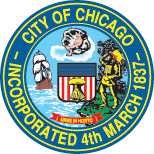 CITY OF CHICAGO
URBS IN HORTO
INCORPORATED 4th MARCH 1837